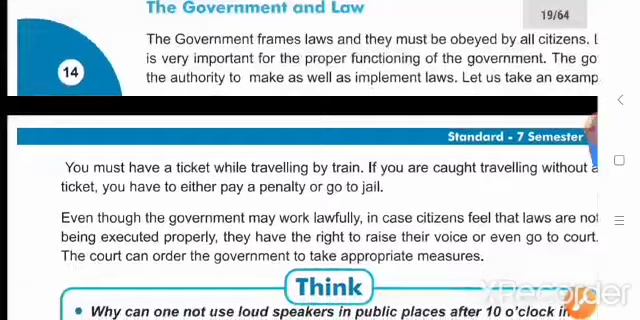 The Government and Law
19/64
The Government frames laws and they must be obeyed by all citizens. L
is very important for the proper functioning of the government. The go
14
the authority to make as well as implement laws. Let us take an examp
Standard - 7 Semester
You must have a ticket while travelling by train. If you are caught travelling without a
ticket, you have to either pay a penalty or go to jail.
Even though the government may work lawfully, in case citizens feel that laws are not
being executed properly, they have the right to raise their voice or even go to court.
The court can order the government to take appropriate measures.
Think
• Why can one not use loud speakers in public places after 10 o'clock in
XRecorder